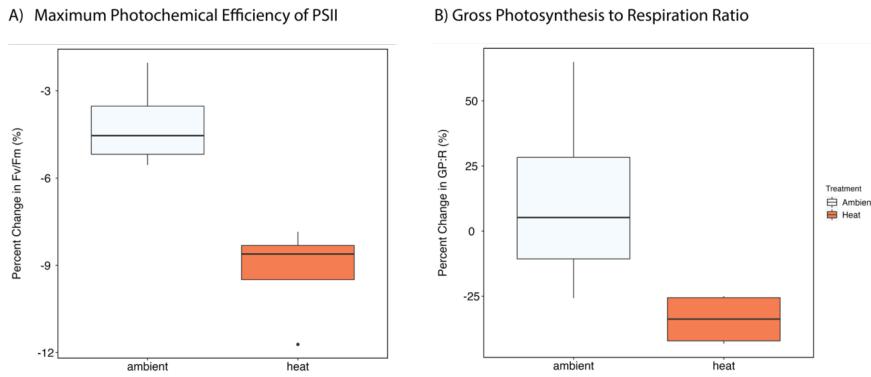 A) Maximum Photochemical Efficiency of PSII
Percent Change in Fv/Fm (%)
-3
-6
-9
-12
ambient heat
B) Gross Photosynthesis to Respiration Ratio
Percent Change in GP:R (%)
50
25
0
-25
ambient heat
Treatment
Ambien
Heat